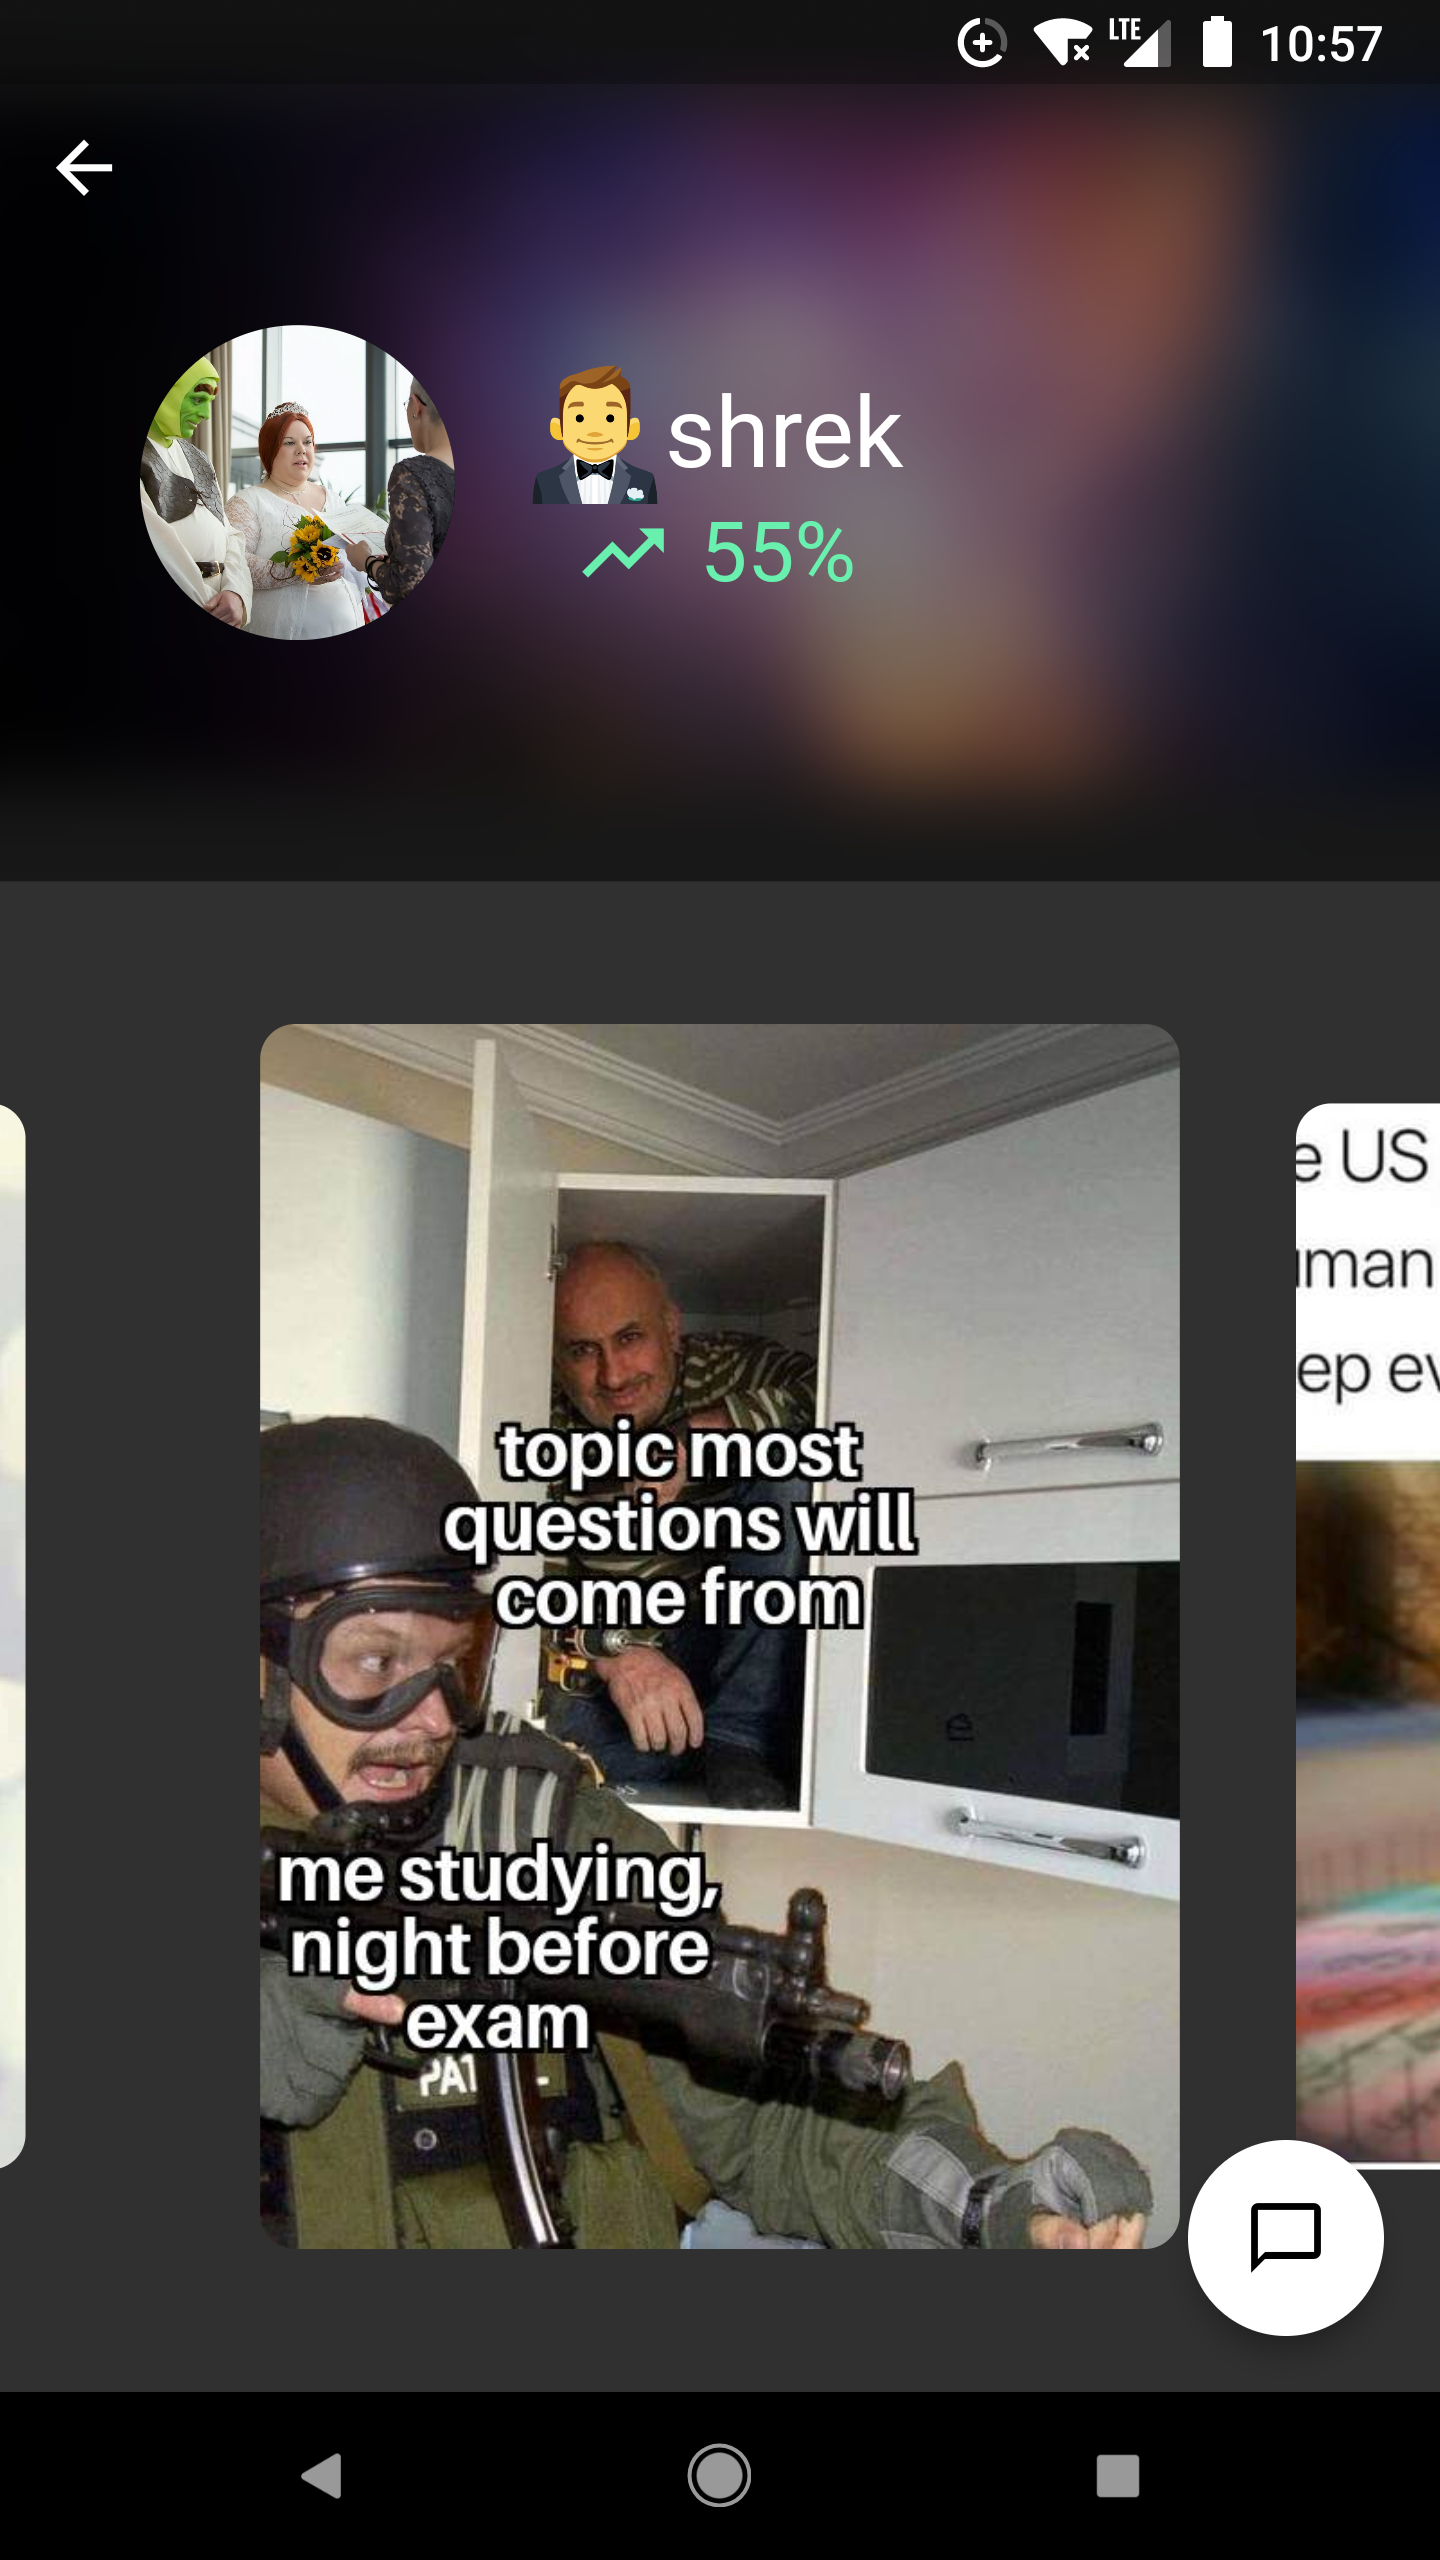 LTE 10:57
shrek
55%
topic most
questions will
come from
me studying,
night before
exam
e US
man
ep ev